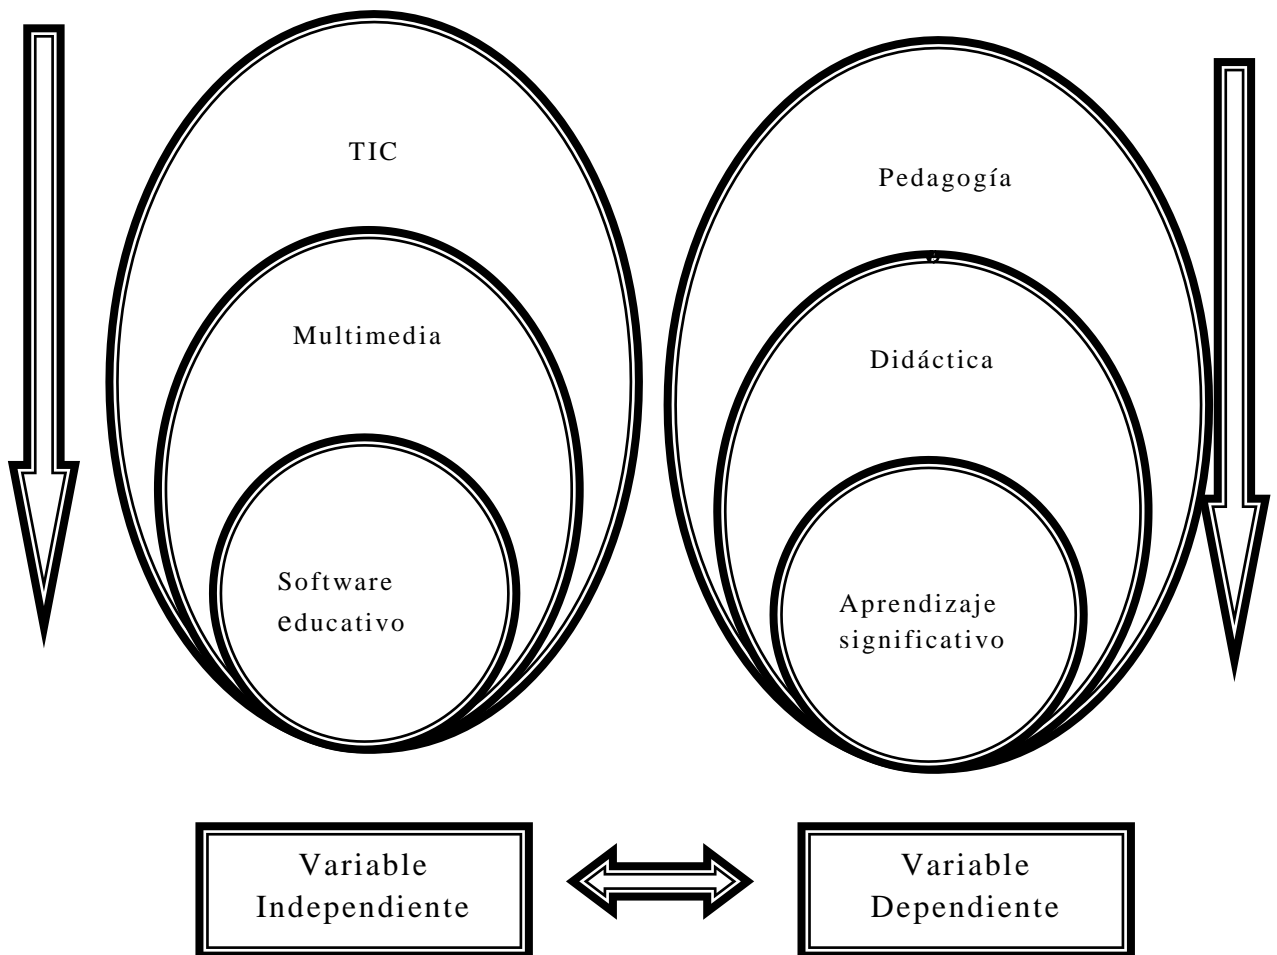 TIC
Multimedia
Software
educativo
Pedagogía
Didáctica
Aprendizaje
significativo
Variable
Independiente
Variable
Dependiente